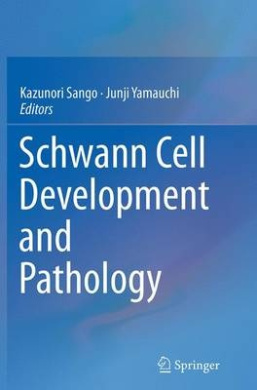 Kazunori Sango · Junji Yamauchi
Editors
Schwann Cell
Development
and
Pathology
Springer